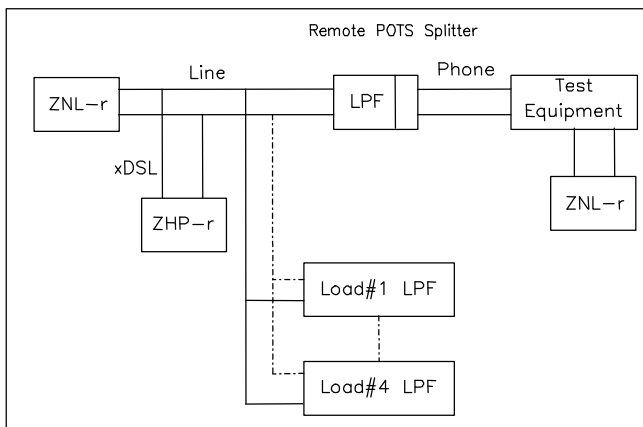 Remote POTS Splitter
Line
Phone
ZNL-r
LPF
Test
Equipment
xDSL
ZHP-r
ZNL-r
Load#1 LPF
Load#4 LPF